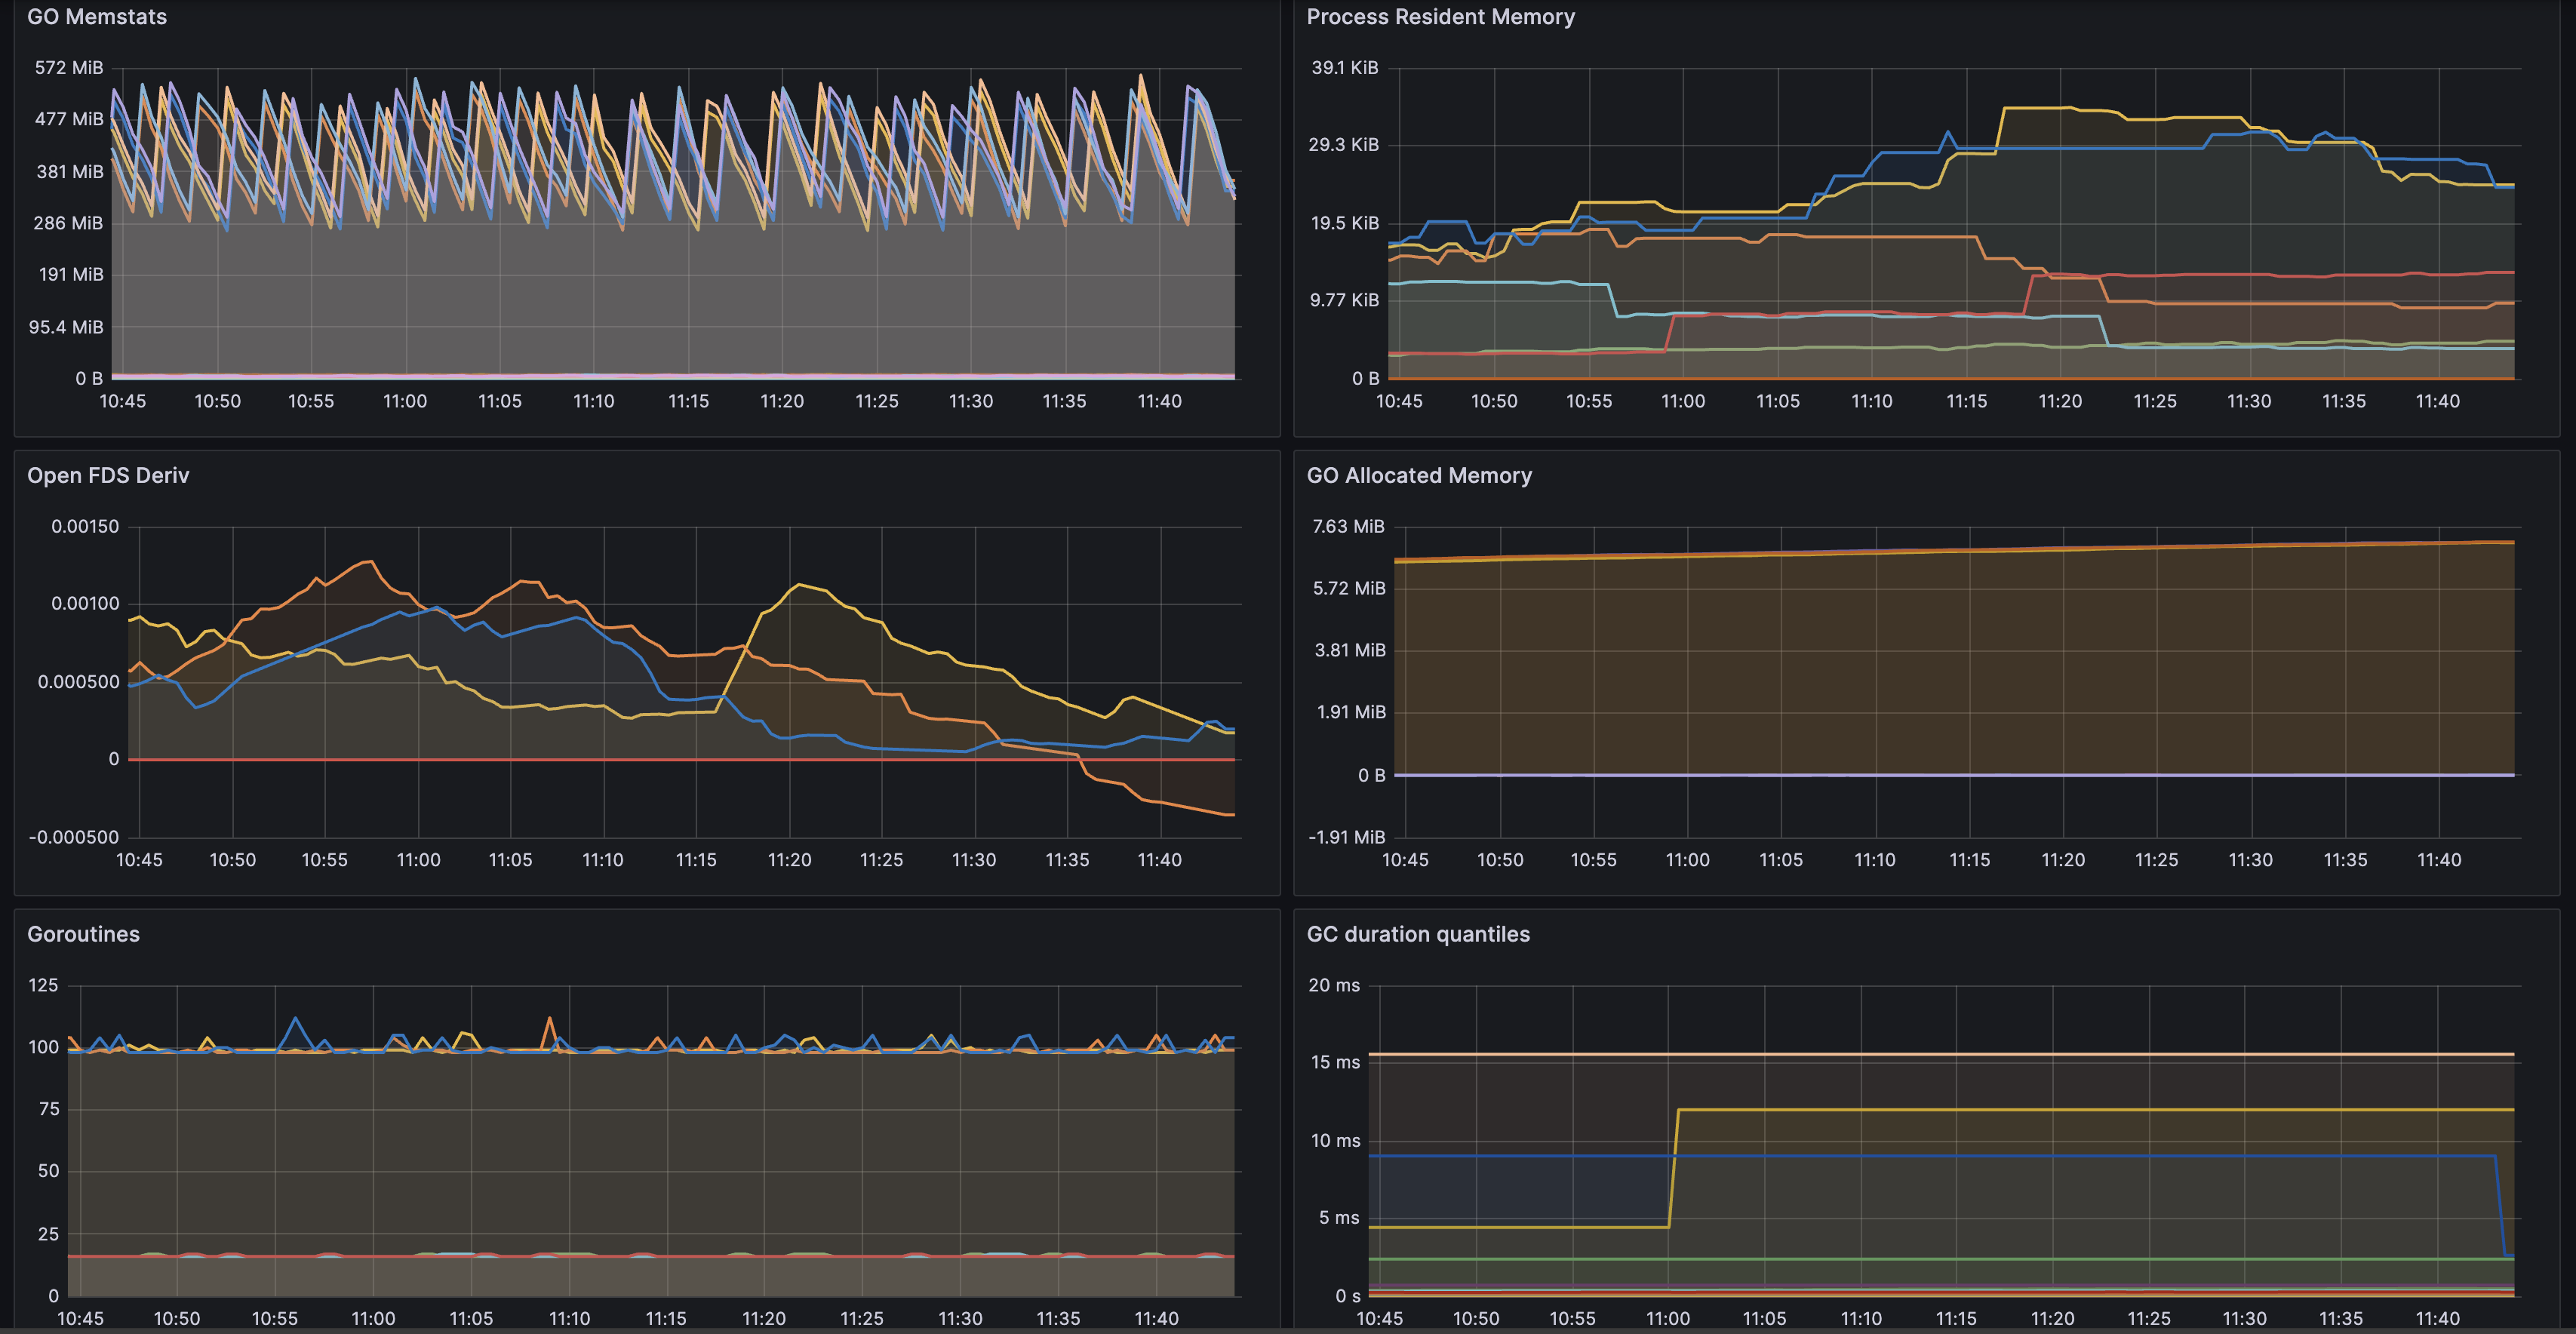 GO Memstats
572 MiB
477 MiB
381 MiB
286 MiB
191 MiB
95.4 MiB
0 B
10:45 10:50 10:55 11:00 11:05 11:10 11:15 11:20 11:25 11:30 11:35 11:40
Process Resident Memory
39.1 KiB
29.3 KiB
19.5 KiB
9.77 KiB
0 B
10:45 10:50 10:55 11:00 11:05 11:10 11:15 11:20 11:25 11:30 11:35 11:40
Open FDS Deriv
0.00150
0.00100
0.000500
0
-0.000500
10:45 10:50 10:55 11:00 11:05 11:10 11:15 11:20 11:25 11:30 11:35 11:40
GO Allocated Memory
7.63 MiB
5.72 MiB
3.81 MiB
1.91 MiB
0 B
-1.91 MiB
10:45 10:50 10:55 11:00 11:05 11:10 11:15 11:20 11:25 11:30 11:35 11:40
Goroutines
125
100
75
50
25
0
10:45 10:50 10:55 11:00 11:05 11:10 11:15 11:20 11:25 11:30 11:35 11:40
GC duration quantiles
20 ms
15 ms
10 ms
5 ms
0 s
10:45 10:50 10:55 11:00 11:05 11:10 11:15 11:20 11:25 11:30 11:35 11:40